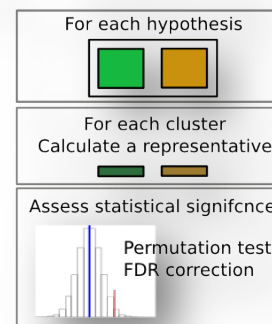 For each hypothesis
For each cluster
Calculate a representative
Assess statistical signifcnce
Permutation test
FDR correction